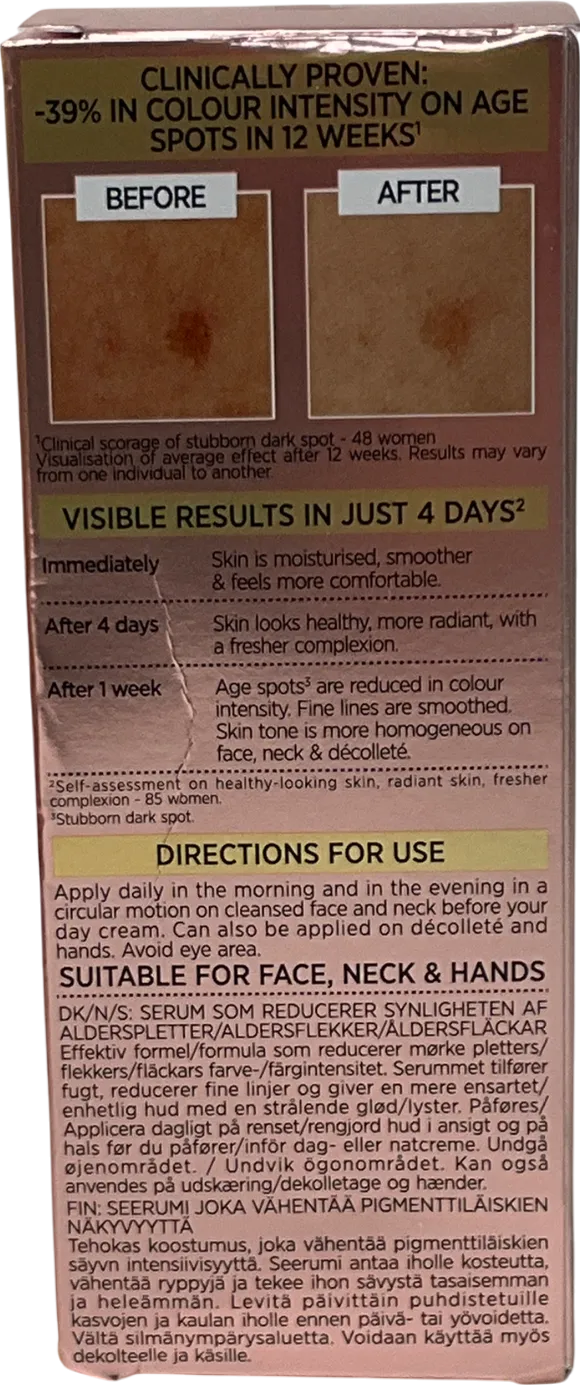 CLINICALLY PROVEN:
-39% IN COLOUR INTENSITY ON AGE
SPOTS IN 12 WEEKS¹
BEFORE
AFTER
¹Clinical scorage of stubborn dark spot - 48 women
Visualisation of average effect after 12 weeks. Results may vary
from one individual to another.
VISIBLE RESULTS IN JUST 4 DAYS²
Immediately Skin is moisturised, smoother
& feels more comfortable.
After 4 days Skin looks healthy, more radiant, with
a fresher complexion.
After 1 week Age spots³ are reduced in colour
intensity. Fine lines are smoothed.
Skin tone is more homogeneous on
face, neck & décolleté.
²Self-assessment on healthy-looking skin, radiant skin, fresher
complexion - 85 women.
³Stubborn dark spot.
DIRECTIONS FOR USE
Apply daily in the morning and in the evening in a
circular motion on cleansed face and neck before your
day cream. Can also be applied on décolleté and
hands. Avoid eye area.
SUITABLE FOR FACE, NECK & HANDS
DK/N/S: SERUM SOM REDUCERER SYNLIGHETEN AF
ALDERSPLETTER/ALDERSFLEKKER/ÅLDERSFLÄCKAR
Effektiv formel/formula som reducerer mørke pletters/
flekkers/fläckars farve-/färgintensitet. Serummet tilfører
fugt, reducerer fine linjer og giver en mere ensartet/
enhetlig hud med en strålende glød/lyster. Påføres/
Applicera dagligt på renset/rengjord hud i ansigt og på
hals før du påfører/inför dag- eller natcreme. Undgå
øjenområdet. / Undvik ögonområdet. Kan også
anvendes på udskæring/dekolletage og hænder.
FIN: SEERUMI JOKA VÄHENTÄÄ PIGMENTTILÄISKIEN
NÄKYVYYTTÄ
Tehokas koostumus, joka vähentää pigmenttiläiskien
säyvn intensiivisyyttä. Seerumi antaa iholle kosteutta,
vähentää ryppyjä ja tekee ihon sävystä tasaisemman
ja heleämmän. Levitä päivittäin puhdistetuille
kasvojen ja kaulan iholle ennen päivä- tai yövoidetta.
Vältä silmänympärysaluetta. Voidaan käyttää myös
dekolteelle ja käsille.